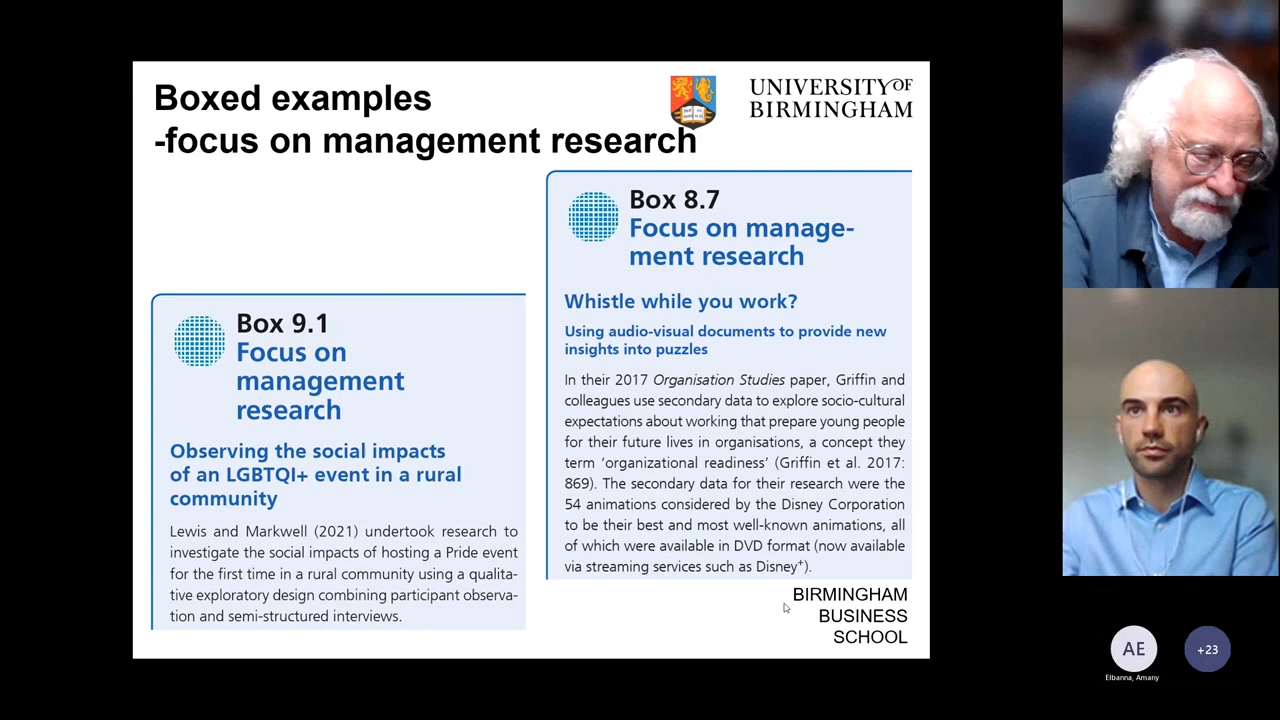 Boxed examples
-focus on management research
UNIVERSITY OF
BIRMINGHAM
Box 9.1
Focus on
management
research
Observing the social impacts
of an LGBTQI+ event in a rural
community
Lewis and Markwell (2021) undertook research to
investigate the social impacts of hosting a Pride event
for the first time in a rural community using a qualita-
tive exploratory design combining participant observa-
tion and semi-structured interviews.
Box 8.7
Focus on manage-
ment research
Whistle while you work?
Using audio-visual documents to provide new
insights into puzzles
In their 2017 Organisation Studies paper, Griffin and
colleagues use secondary data to explore socio-cultural
expectations about working that prepare young people
for their future lives in organisations, a concept they
term ‘organizational readiness’ (Griffin et al. 2017:
869). The secondary data for their research were the
54 animations considered by the Disney Corporation
to be their best and most well-known animations, all
of which were available in DVD format (now available
via streaming services such as Disney+).
BIRMINGHAM
BUSINESS
SCHOOL
AE
+23
Elbanna, Amany